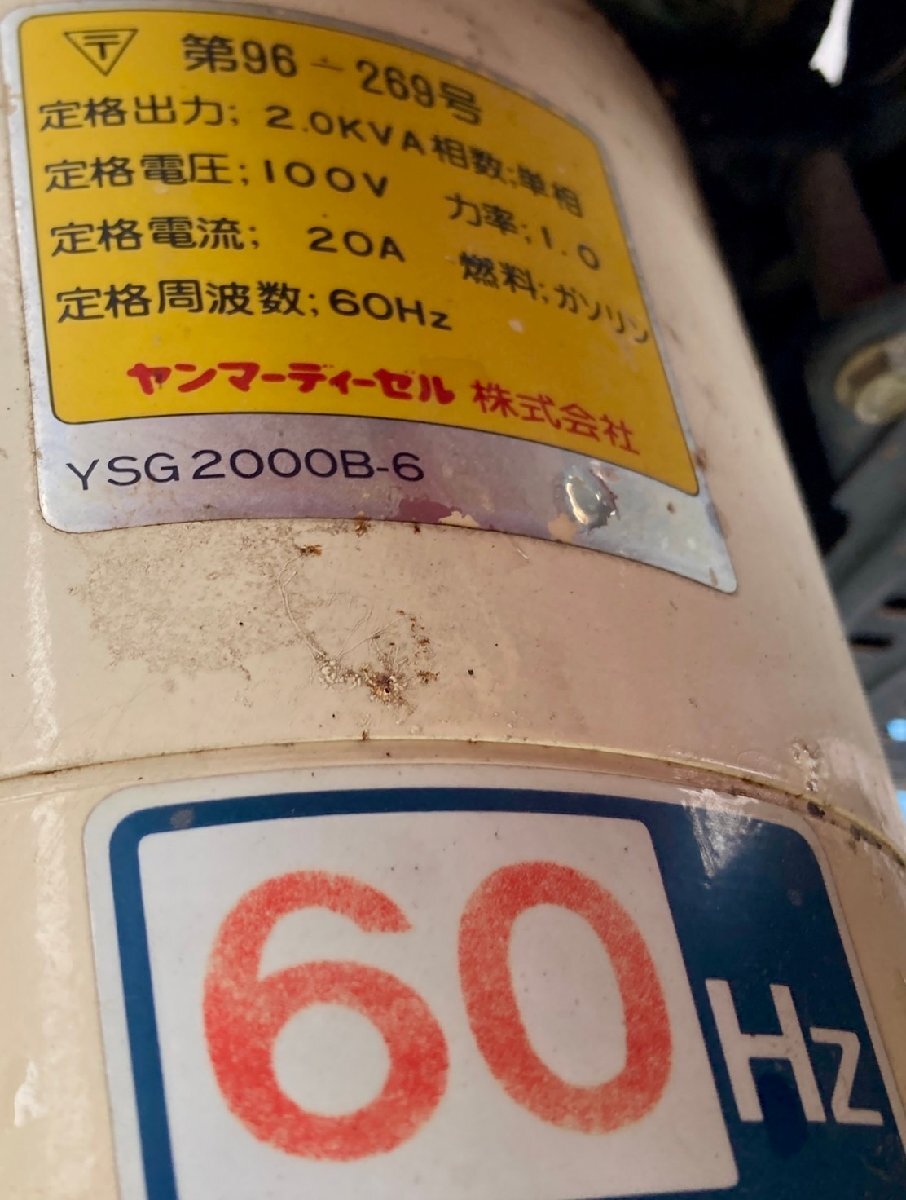 〒
第96-269号
定格出力; 2.0KVA 相数;単相
定格電圧;100V 力率;1.0
定格電流; 20A 燃料;ガソリン
定格周波数;60Hz
ヤンマーディーゼル 株式会社
YSG2000B-6
60Hz